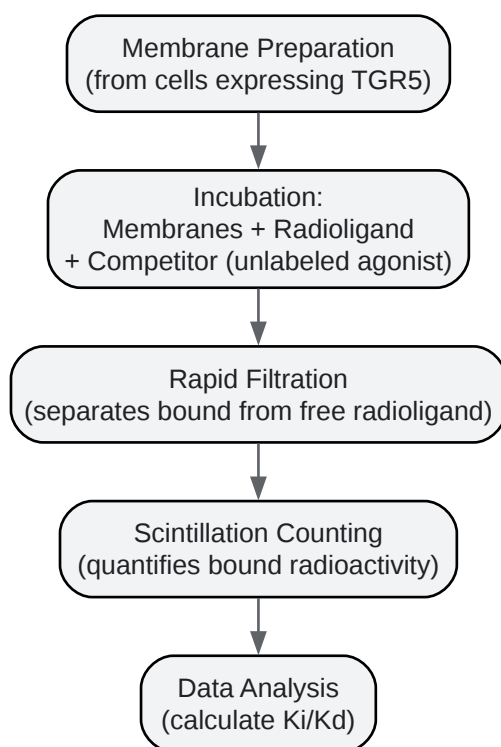 Membrane Preparation
(from cells expressing TGR5)
Incubation:
Membranes + Radioligand
+ Competitor (unlabeled agonist)
Rapid Filtration
(separates bound from free radioligand)
Scintillation Counting
(quantifies bound radioactivity)
Data Analysis
(calculate Ki/Kd)